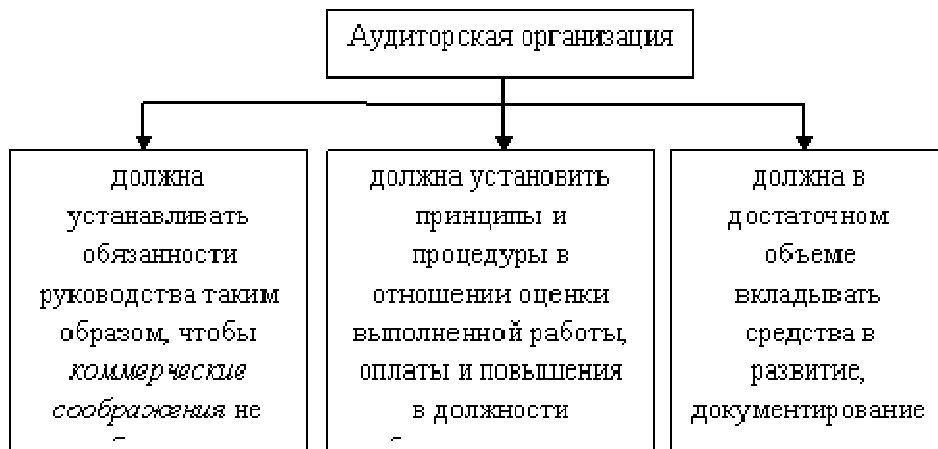 Аудиторская организация
должна
устанавливать
обязанности
руководства таким
образом, чтобы
коммерческие
соображения не
должна установить
принципы и
процедуры в
отношении оценки
выполненной работы,
оплаты и повышения
в должности
должна в
достаточном
объеме
вкладывать
средства в
развитие,
документирование